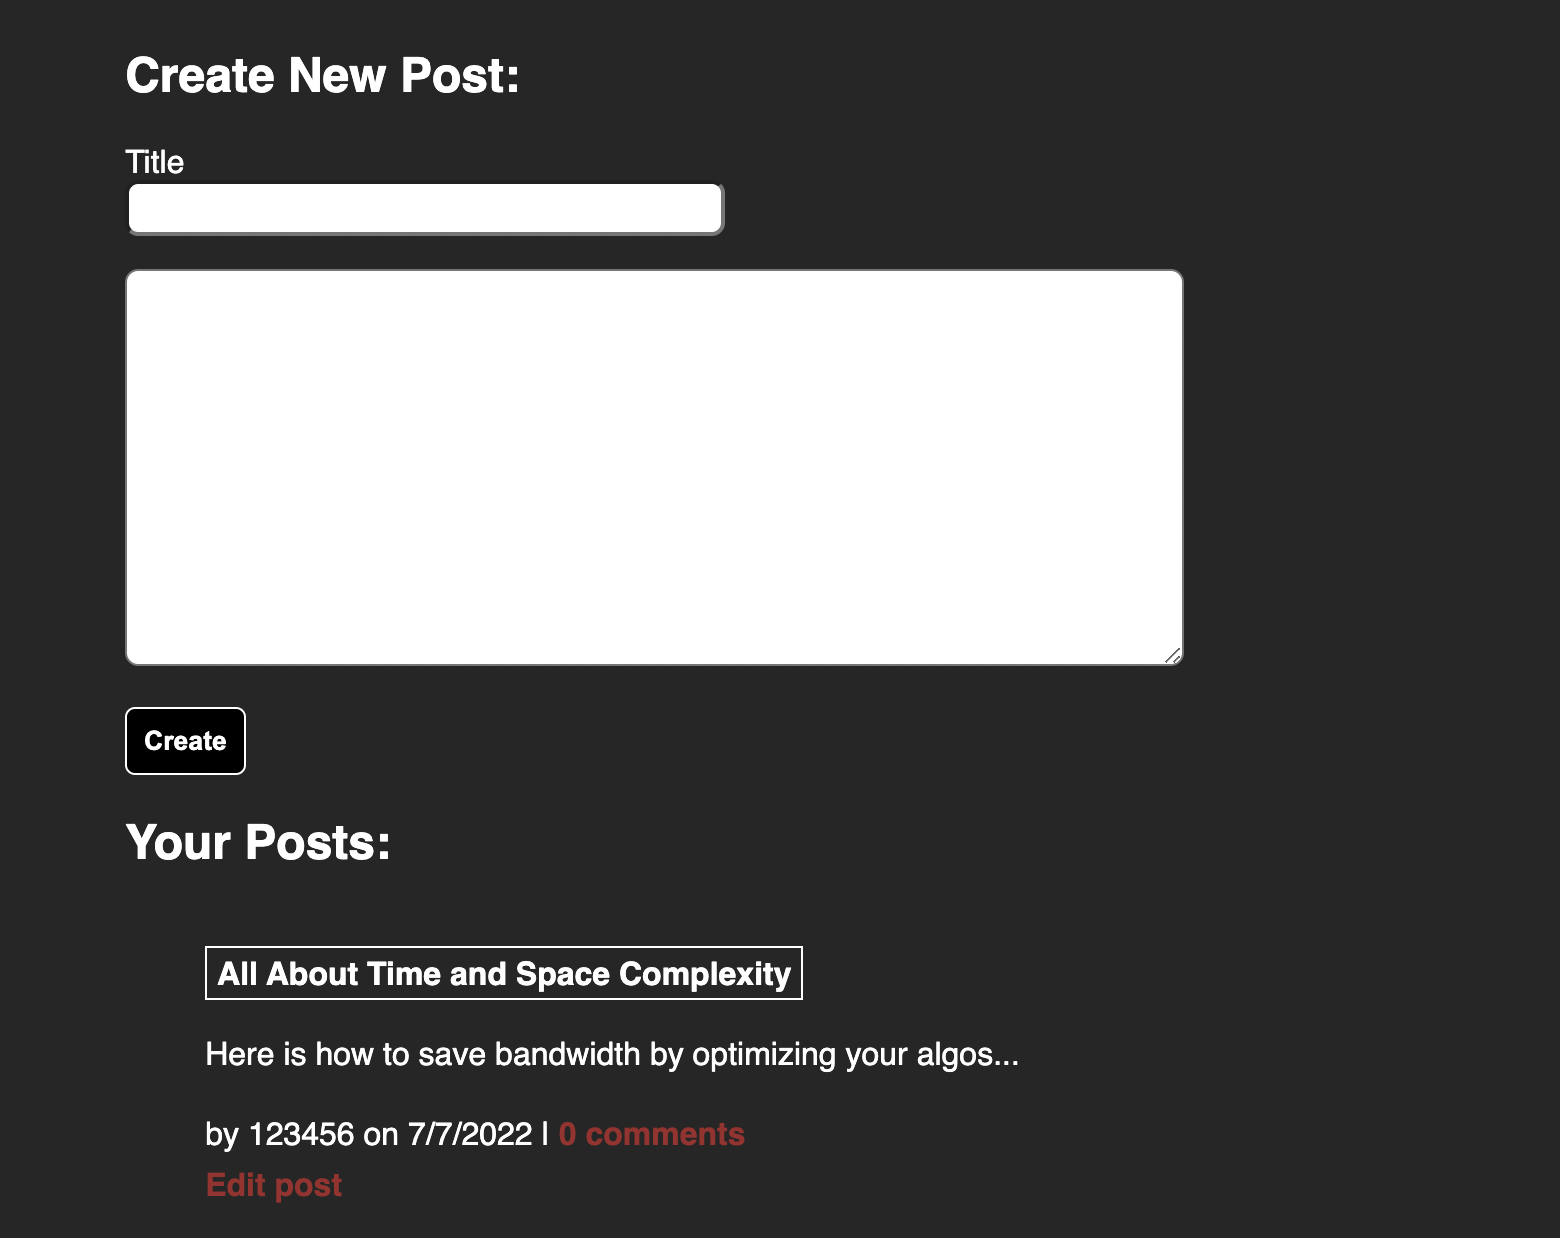 Create New Post:
Title
Create
Your Posts:
All About Time and Space Complexity
Here is how to save bandwidth by optimizing your algos...
by 123456 on 7/7/2022 | 0 comments
Edit post